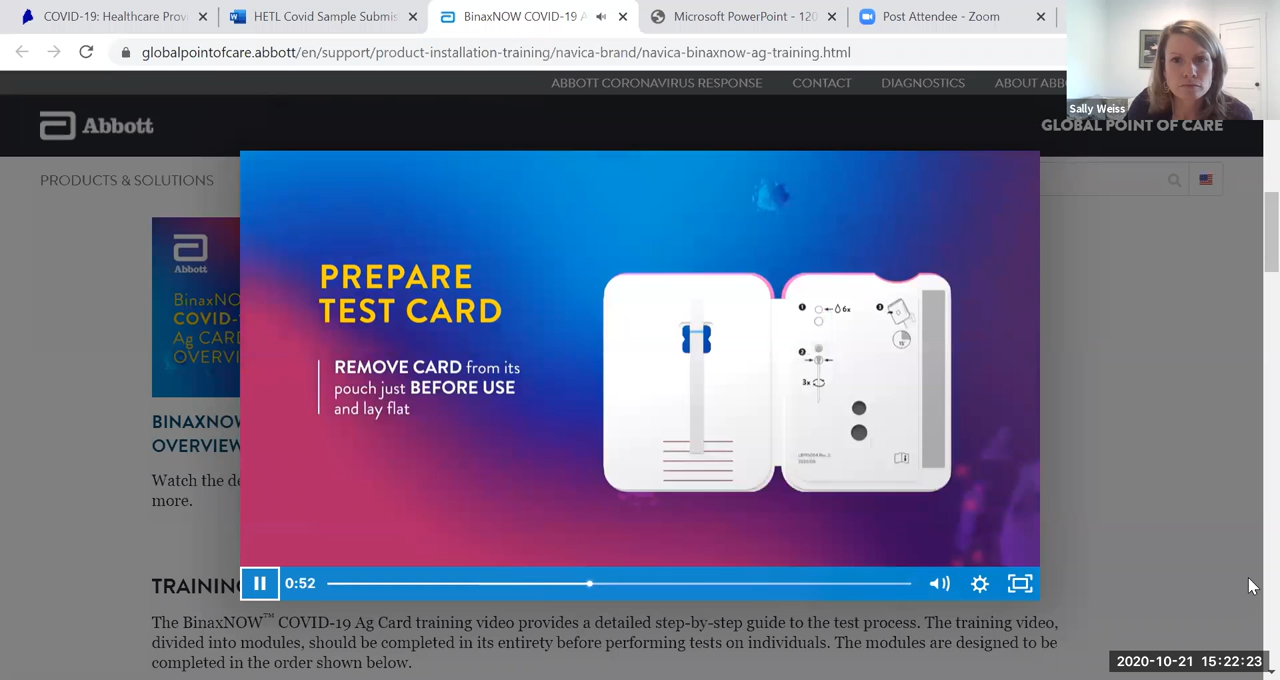 COVID-19: Healthcare Prov
HETL Covid Sample Submis
BinaxNOW COVID-19 A
Microsoft PowerPoint - 120
Post Attendee - Zoom
globalpointofcare.abbott/en/support/product-installation-training/navica-brand/navica-binaxnow-ag-training.html
ABBOTT CORONAVIRUS RESPONSE
CONTACT
DIAGNOSTICS
ABOUT ABB
Sally Weiss
Abbott
GLOBAL POINT OF CARE
PRODUCTS & SOLUTIONS
Abbott
BinaxNO
COVID-
Ag CARD
OVERVI
PREPARE
TEST CARD
REMOVE CARD from its
pouch just BEFORE USE
and lay flat
1
6x
3
15'
2
3x
BINAXNOW
OVERVIEW
Watch the de
more.
0:52
TRAINING
The BinaxNOW™ COVID-19 Ag Card training video provides a detailed step-by-step guide to the test process. The training video,
divided into modules, should be completed in its entirety before performing tests on individuals. The modules are designed to be
completed in the order shown below.
2020-10-21 15:22:23